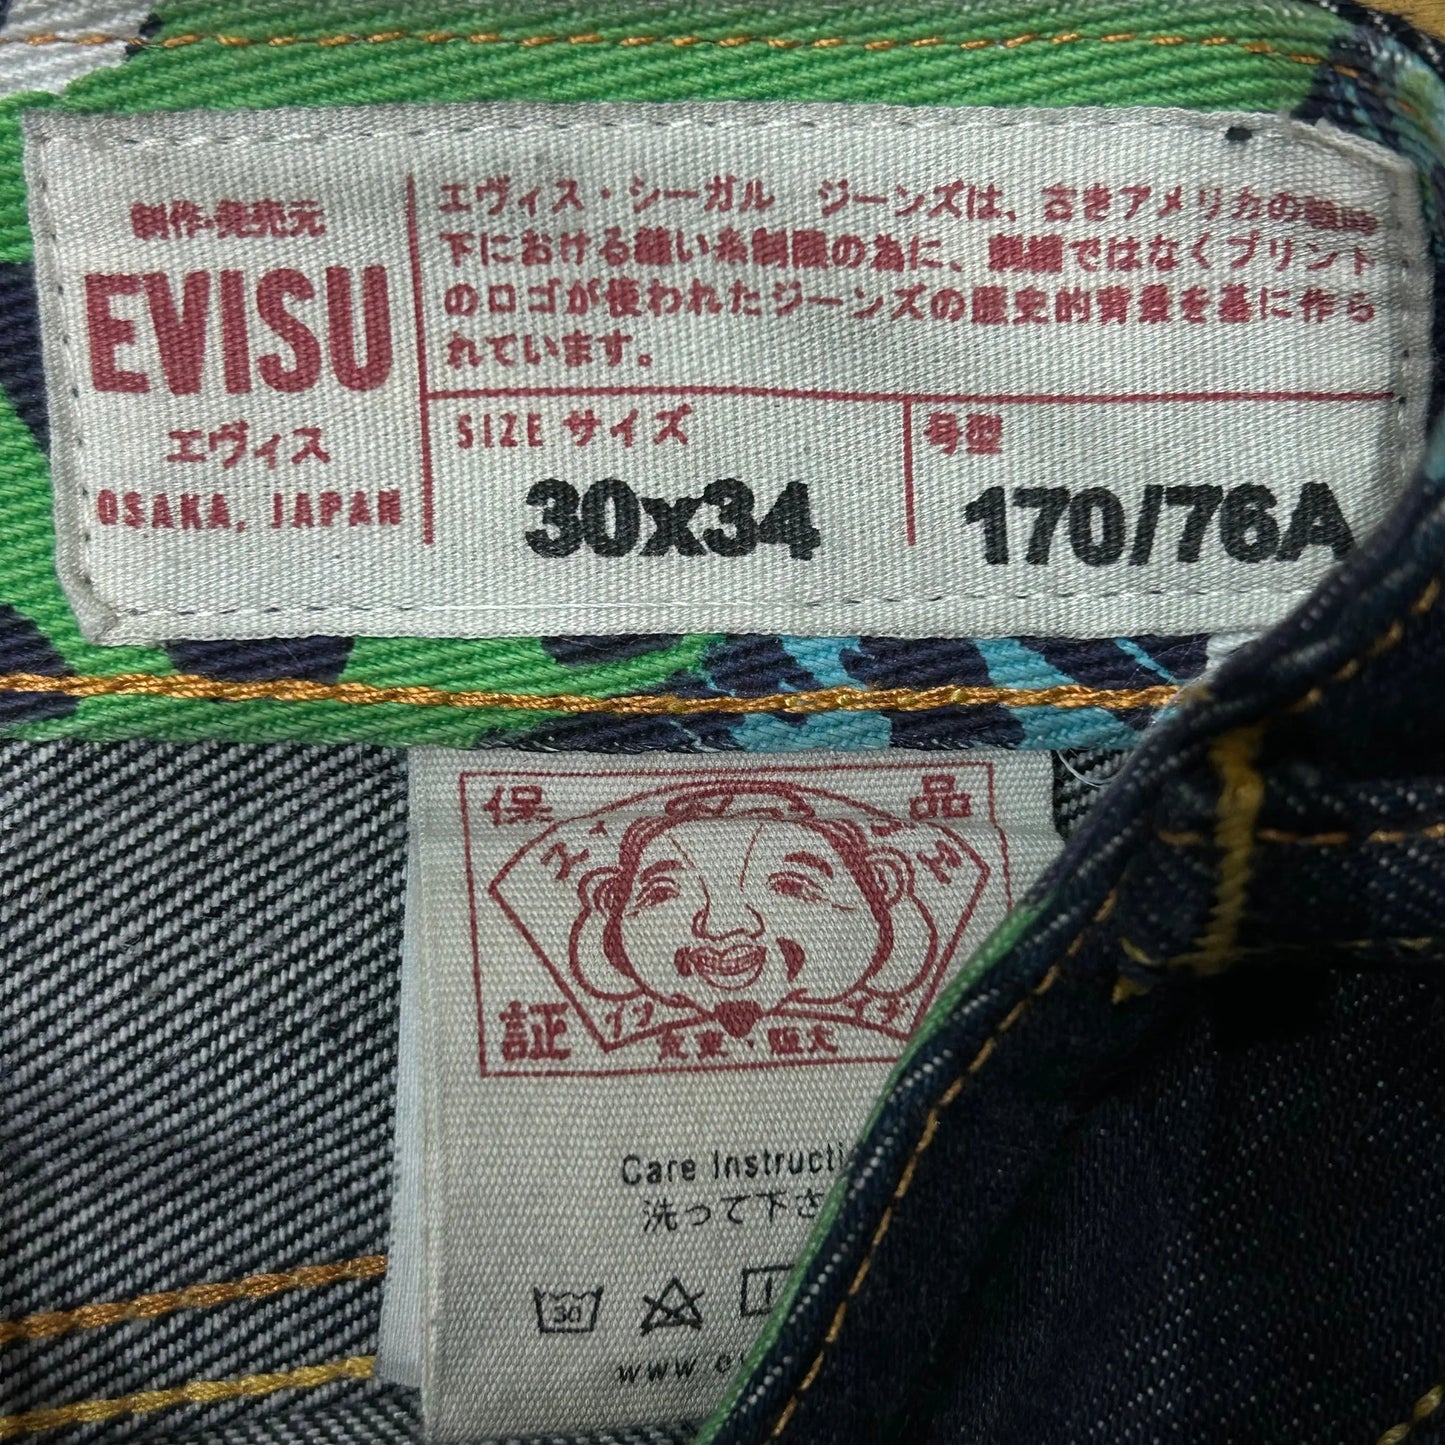 制作・発売元
EVISU
エヴィス
OSAKA, JAPAN
エヴィス・シーガル ジーンズは、古きアメリカの戦時
下における縫い糸制限の為に、刺繍ではなくプリント
のロゴが使われたジーンズの歴史的背景を基に作ら
れています。
SIZE サイズ
30x34
号型
170/76A
保 品
証
Care Instructi
洗って下さ
30
www.e